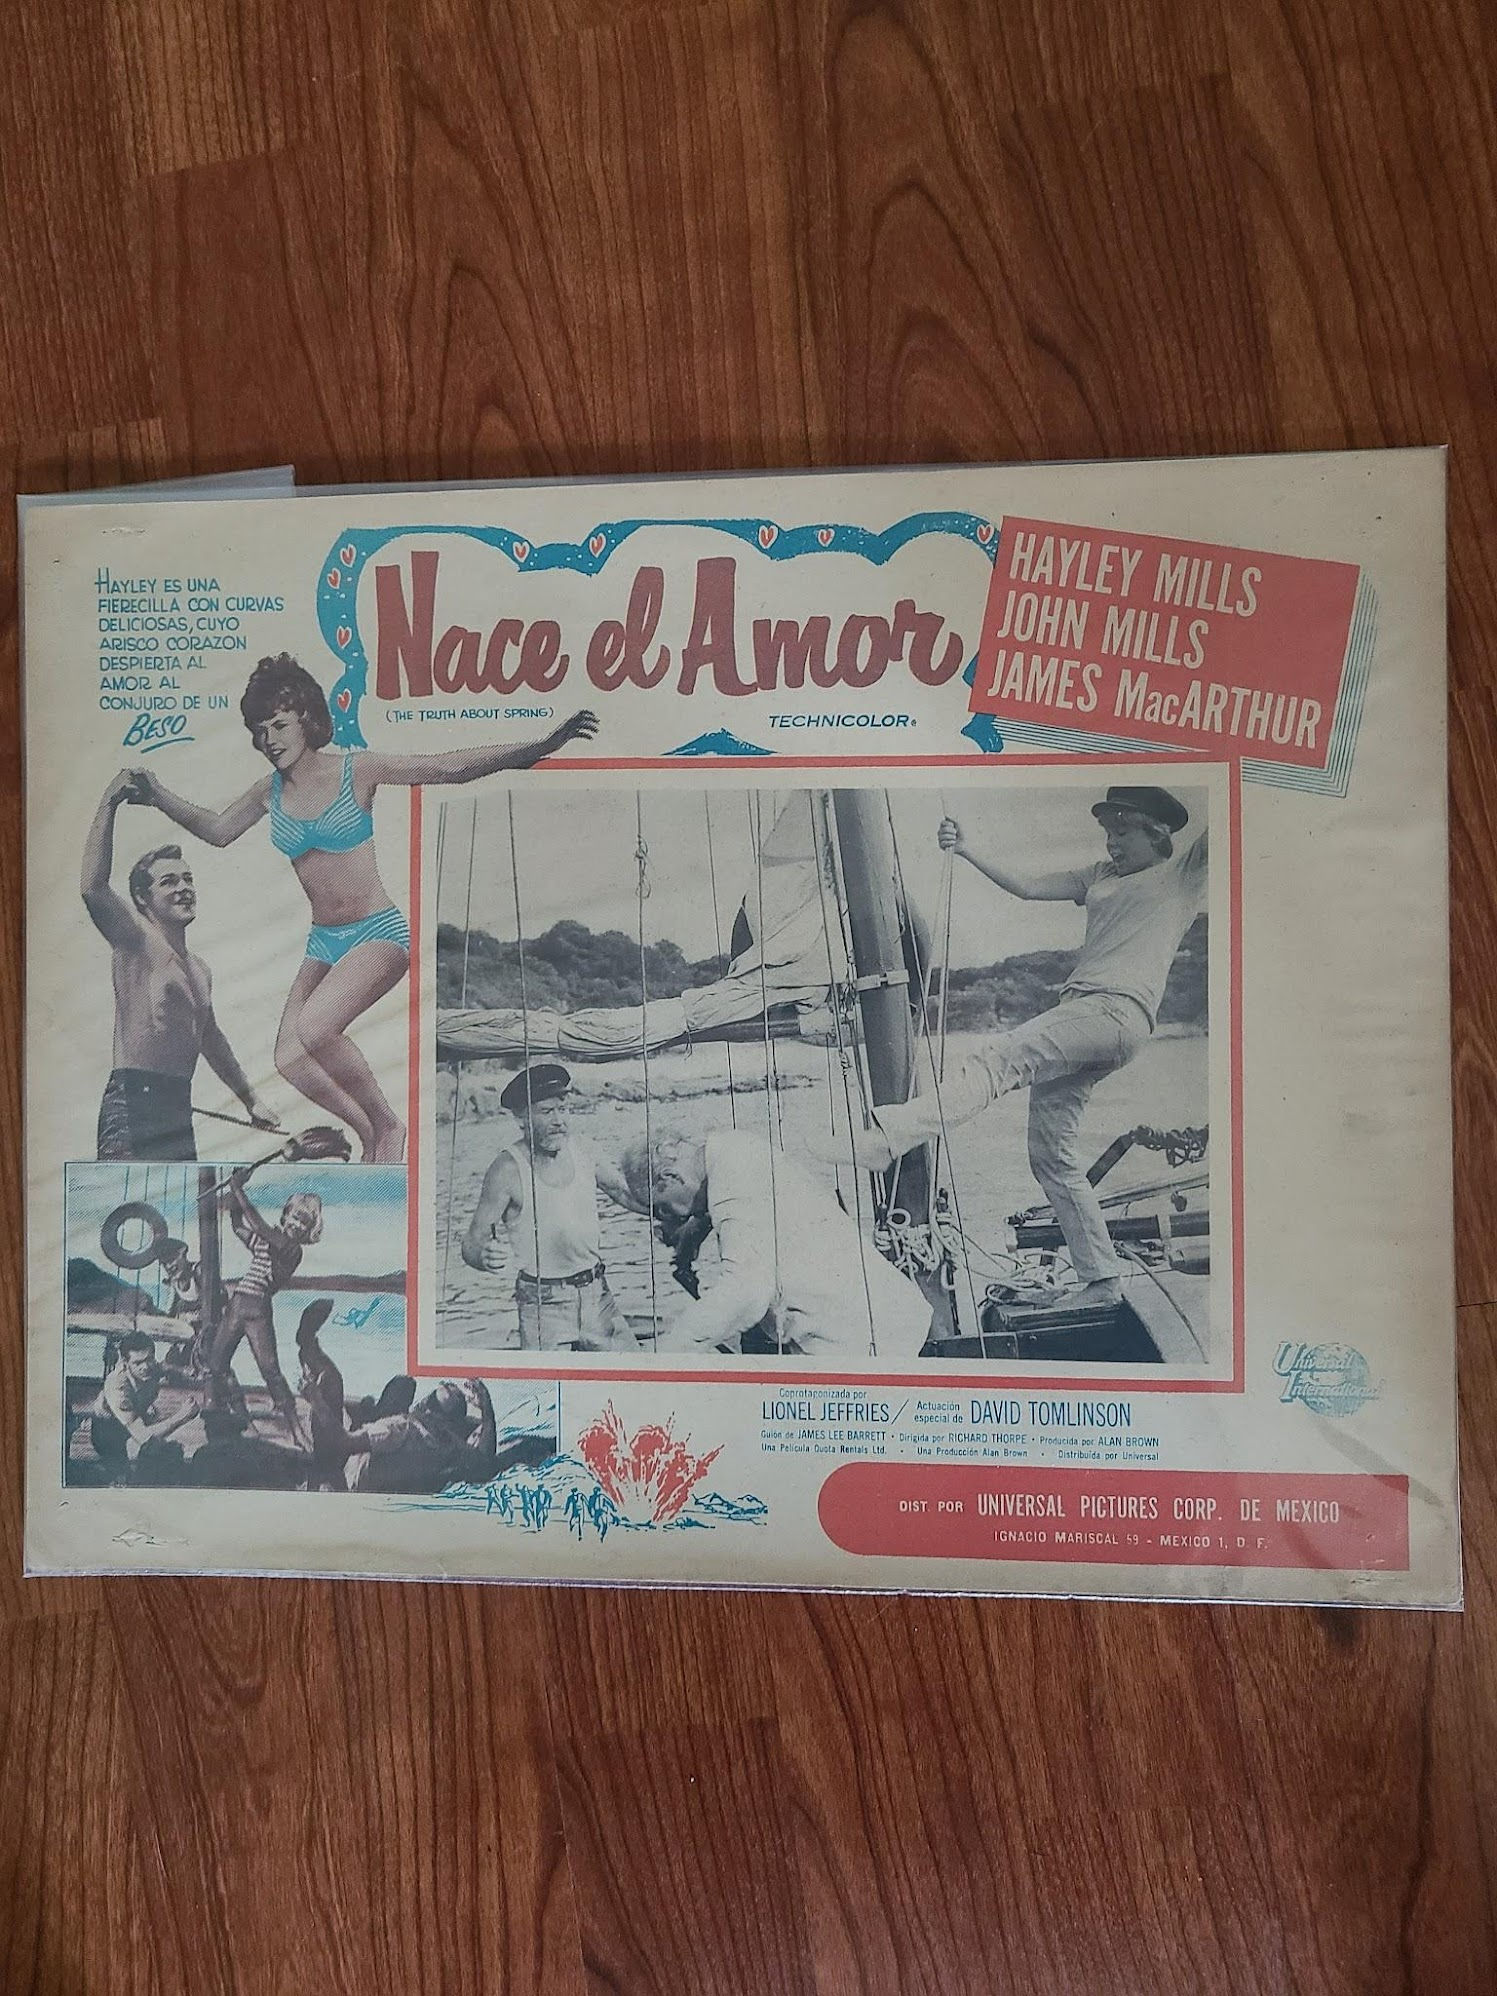 HAYLEY ES UNA
FIERECILLA CON CURVAS
DELICIOSAS, CUYO
ARISCO CORAZON
DESPIERTA AL
AMOR AL
CONJURO DE UN
BESO
Nace el Amor
(THE TRUTH ABOUT SPRING)
TECHNICOLOR®
HAYLEY MILLS
JOHN MILLS
JAMES MacARTHUR
Universal
International
Coprotagonizada por
LIONEL JEFFRIES / Actuación especial de DAVID TOMLINSON
Guión de JAMES LEE BARRETT • Dirigida por RICHARD THORPE • Producida por ALAN BROWN
Una Película Quota Rentals Ltd. • Una Producción Alan Brown • Distribuida por Universal
DIST. POR UNIVERSAL PICTURES CORP. DE MEXICO
IGNACIO MARISCAL 59 - MEXICO 1, D. F.